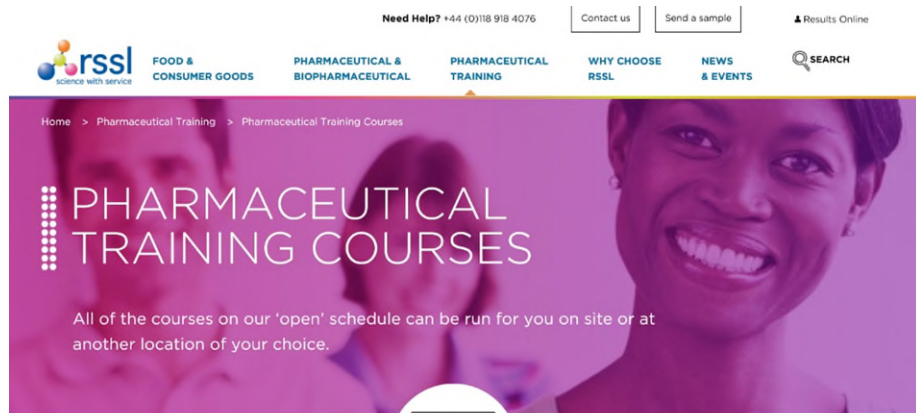 Need Help? +44 (0)118 918 4076
Contact us
Send a sample
Results Online
rssl
science with service
FOOD &
CONSUMER GOODS
PHARMACEUTICAL &
BIOPHARMACEUTICAL
PHARMACEUTICAL
TRAINING
WHY CHOOSE
RSSL
NEWS
& EVENTS
SEARCH
Home > Pharmaceutical Training > Pharmaceutical Training Courses
PHARMACEUTICAL
TRAINING COURSES
All of the courses on our ‘open’ schedule can be run for you on site or at
another location of your choice.